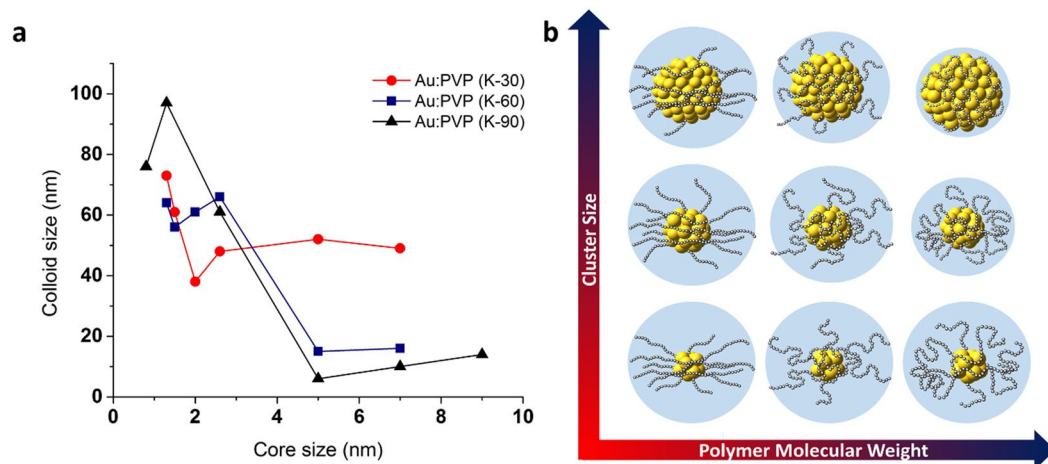 a
Au:PVP (K-30)
Au:PVP (K-60)
Au:PVP (K-90)
100
80
60
40
20
0
Colloid size (nm)
0 2 4 6 8 10
Core size (nm)
b
Cluster Size
Polymer Molecular Weight